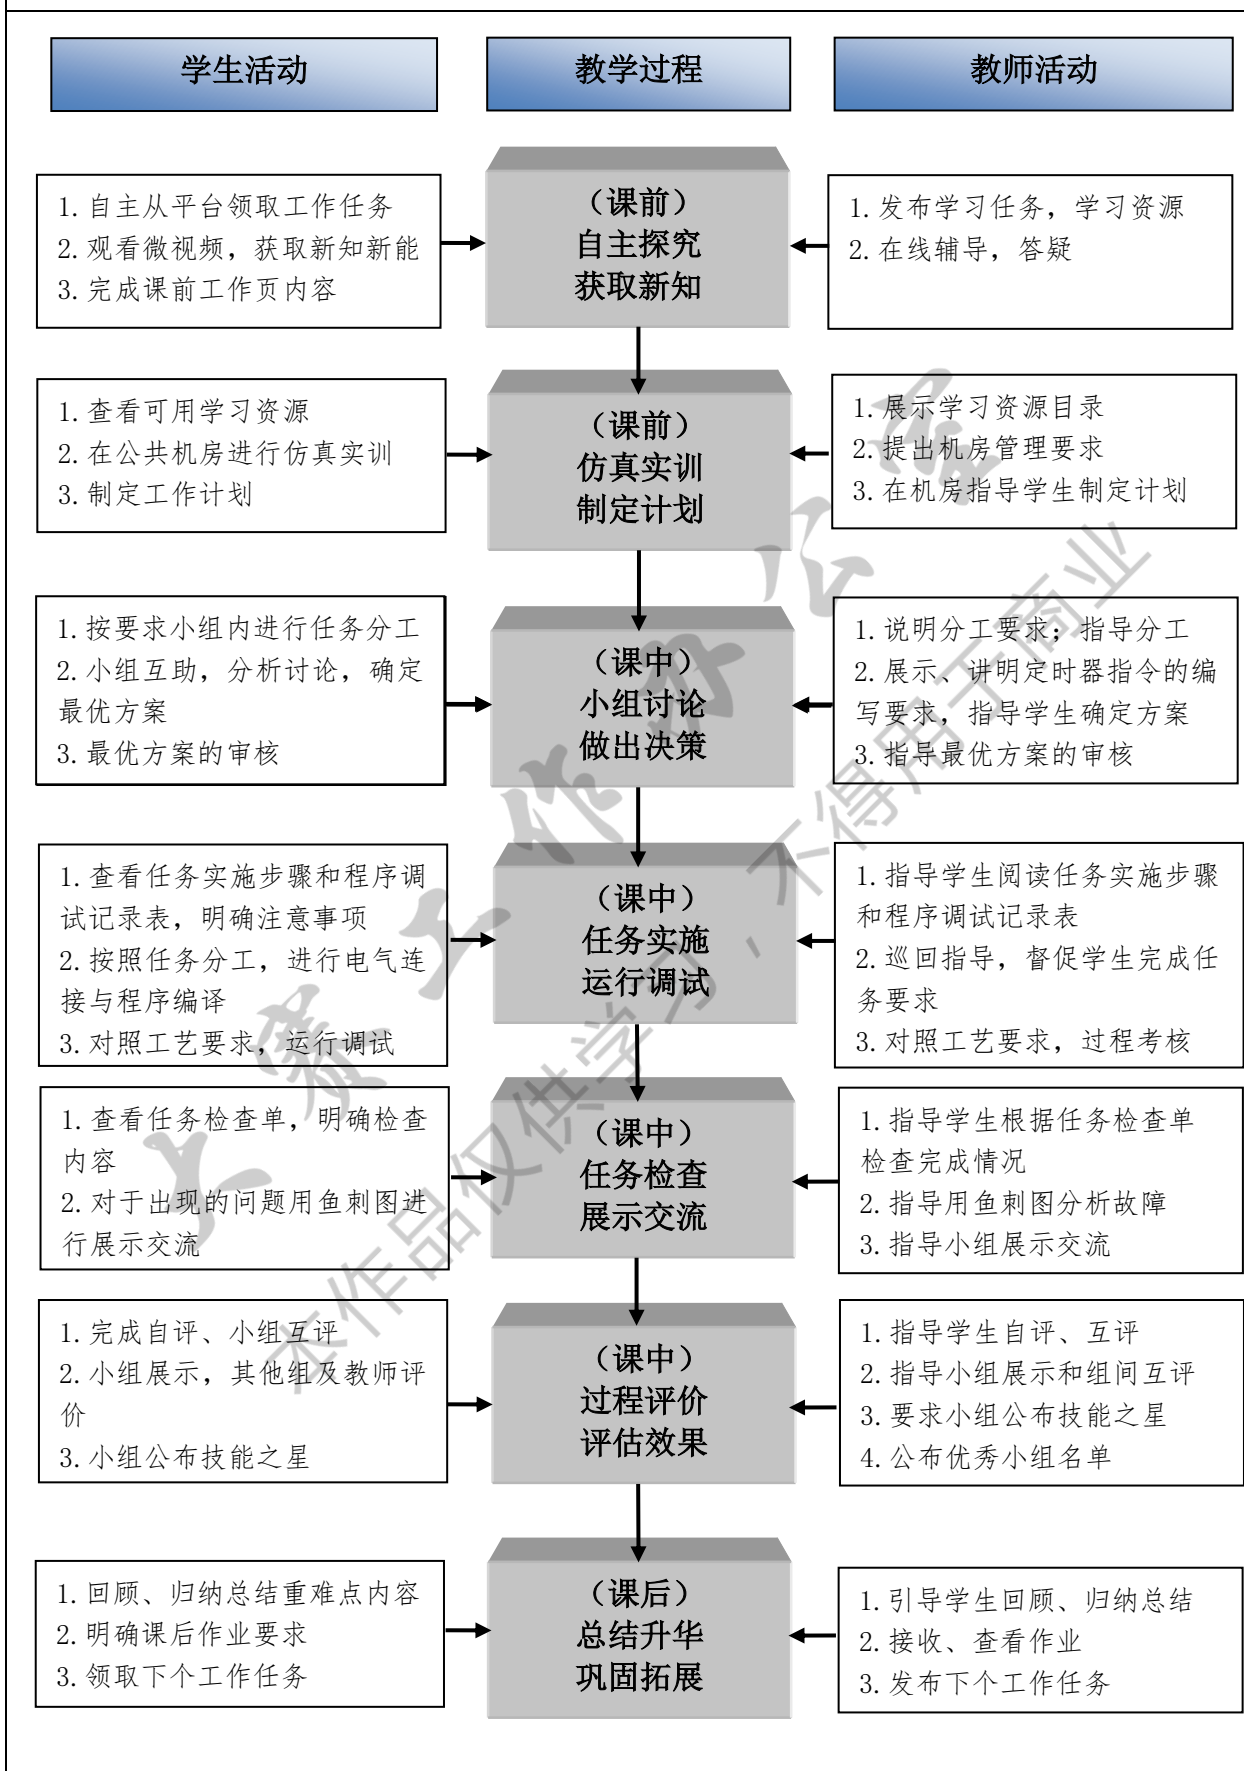 学生活动
教学过程
教师活动
1.自主从平台领取工作任务
2.观看微视频，获取新知新能
3.完成课前工作页内容
（课前）
自主探究
获取新知
1.发布学习任务，学习资源
2.在线辅导，答疑
1.查看可用学习资源
2.在公共机房进行仿真实训
3.制定工作计划
（课前）
仿真实训
制定计划
1.展示学习资源目录
2.提出机房管理要求
3.在机房指导学生制定计划
1.按要求小组内进行任务分工
2.小组互助，分析讨论，确定
最优方案
3.最优方案的审核
（课中）
小组讨论
做出决策
1.说明分工要求；指导分工
2.展示、讲明定时器指令的编
写要求，指导学生确定方案
3.指导最优方案的审核
1.查看任务实施步骤和程序调
试记录表，明确注意事项
2.按照任务分工，进行电气连
接与程序编译
3.对照工艺要求，运行调试
（课中）
任务实施
运行调试
1.指导学生阅读任务实施步骤
和程序调试记录表
2.巡回指导，督促学生完成任
务要求
3.对照工艺要求，过程考核
1.查看任务检查单，明确检查
内容
2.对于出现的问题用鱼刺图进
行展示交流
（课中）
任务检查
展示交流
1.指导学生根据任务检查单
检查完成情况
2.指导用鱼刺图分析故障
3.指导小组展示交流
1.完成自评、小组互评
2.小组展示，其他组及教师评
价
3.小组公布技能之星
（课中）
过程评价
评估效果
1.指导学生自评、互评
2.指导小组展示和组间互评
3.要求小组公布技能之星
4.公布优秀小组名单
1.回顾、归纳总结重难点内容
2.明确课后作业要求
3.领取下个工作任务
（课后）
总结升华
巩固拓展
1.引导学生回顾、归纳总结
2.接收、查看作业
3.发布下个工作任务
大赛工作办公室
本作品仅供学习，不得用于商业